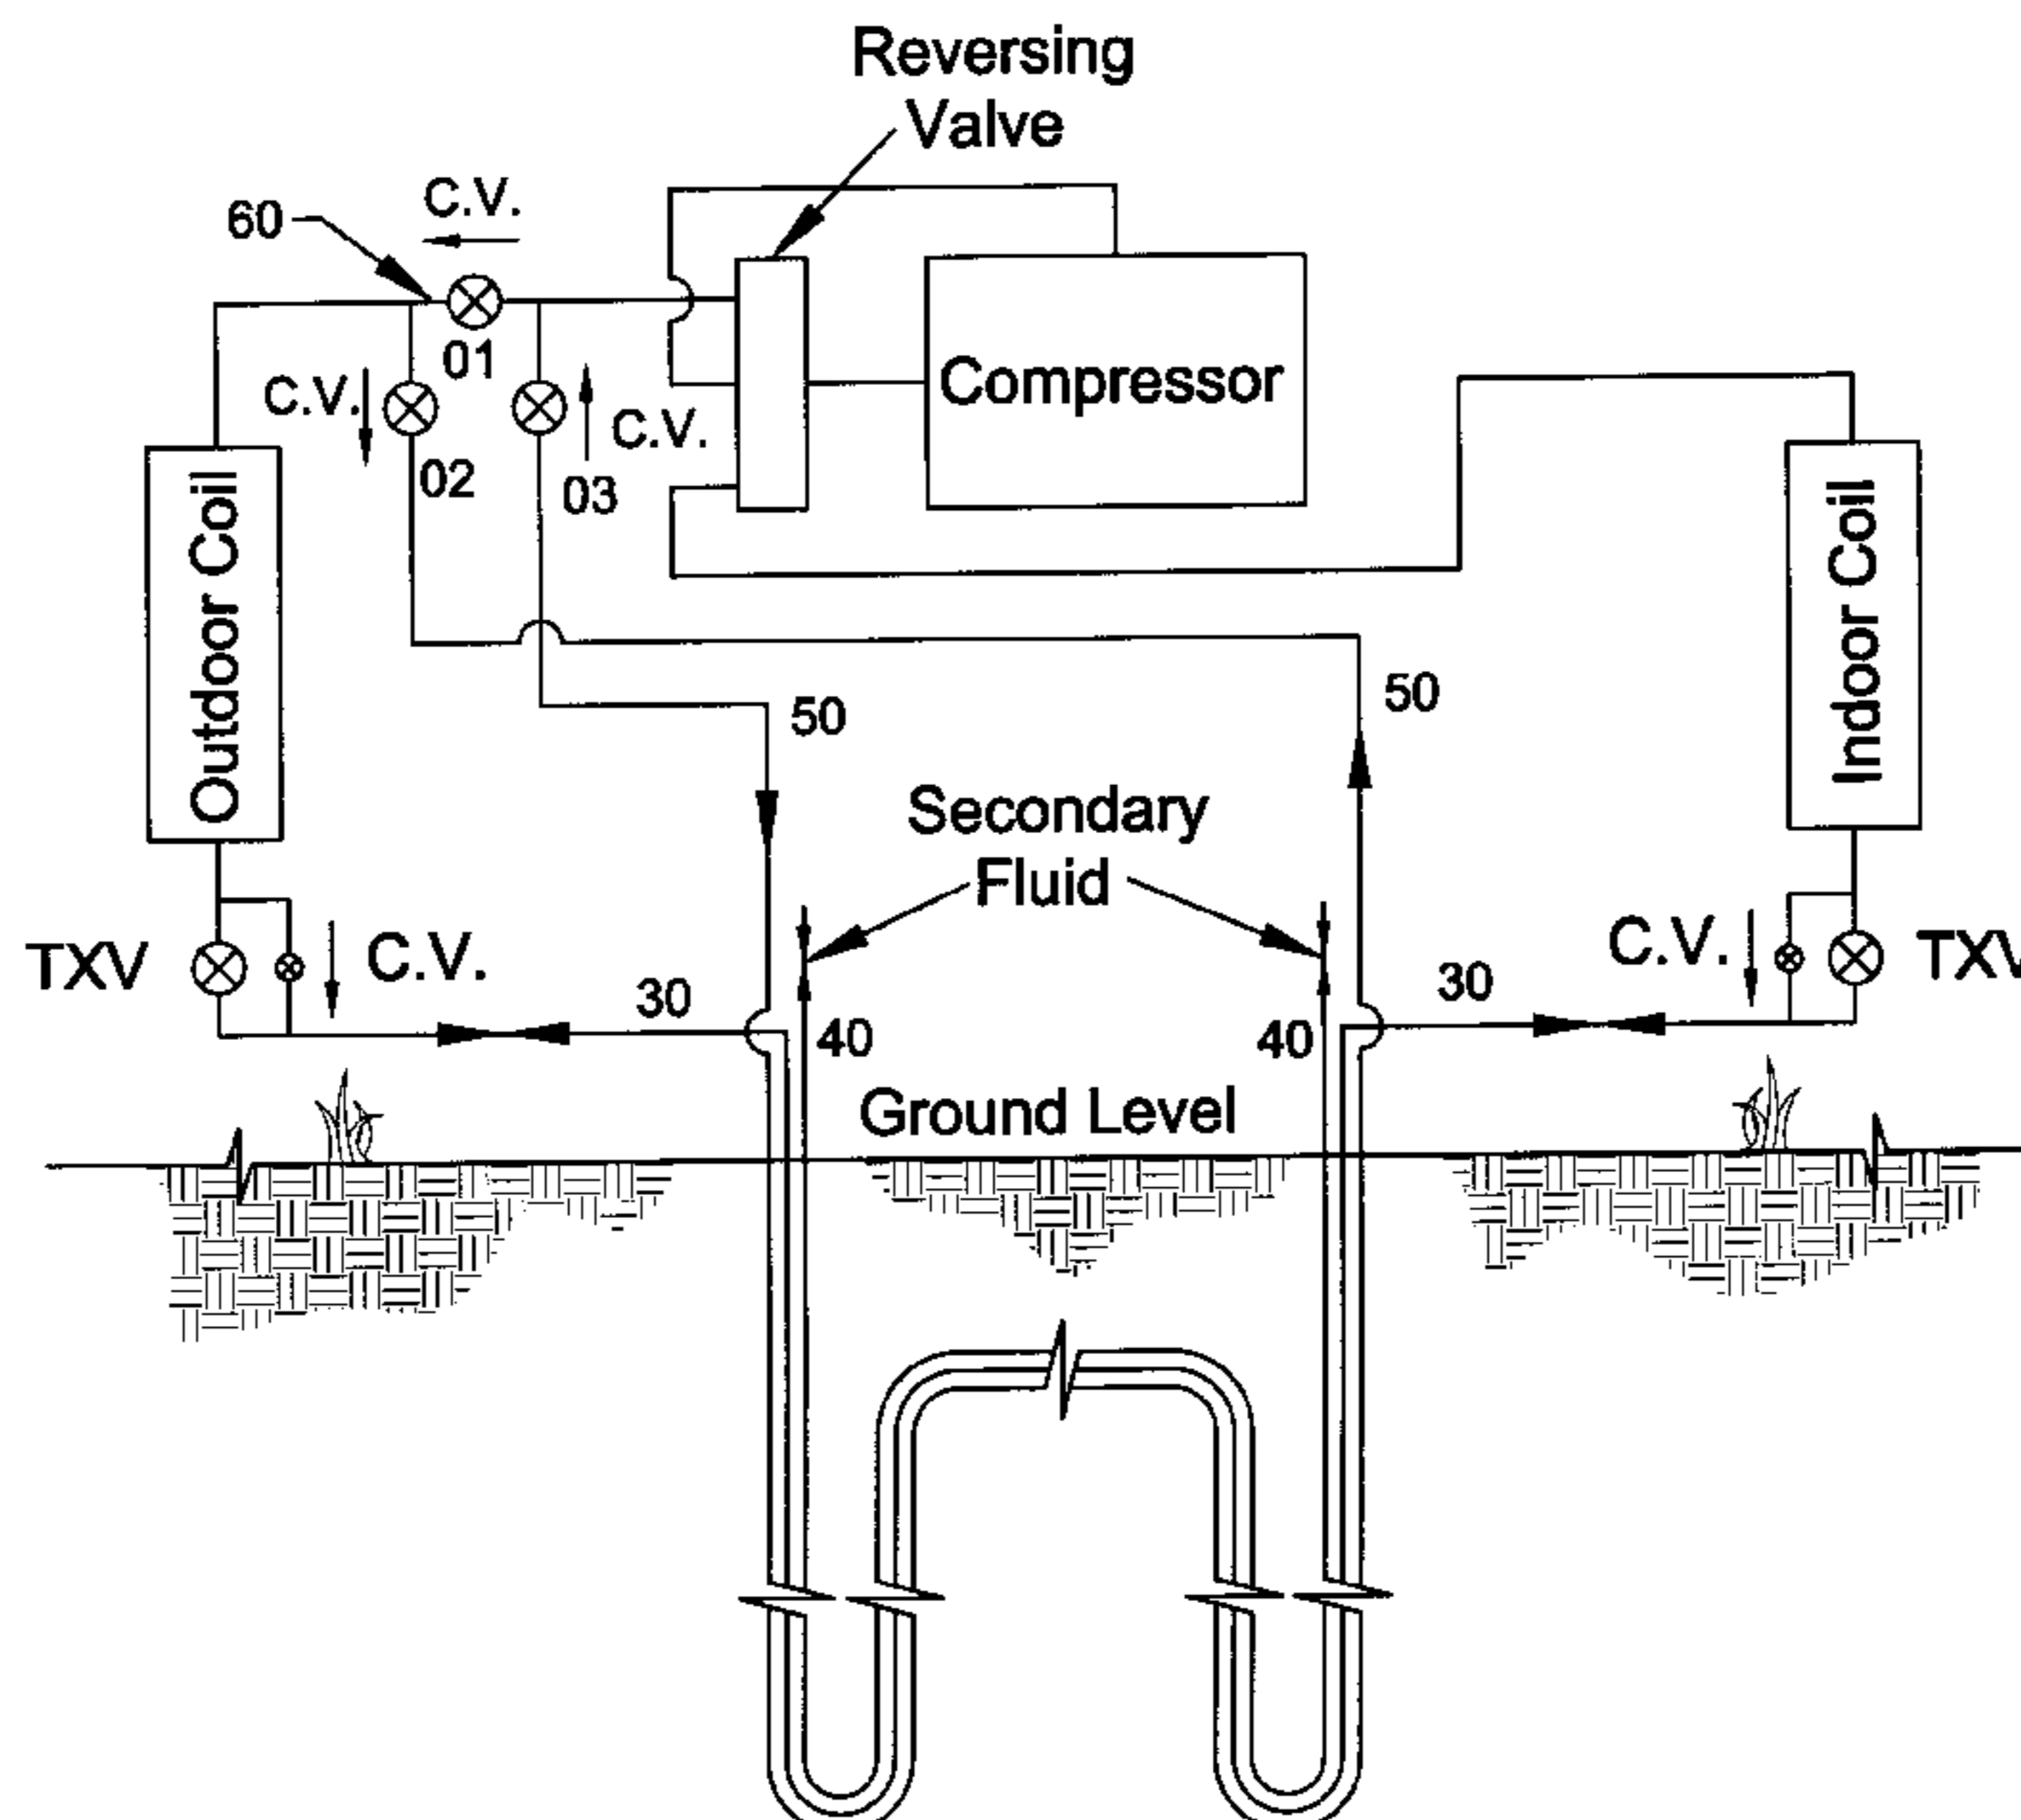 Reversing
Valve
C.V.
60
01
C.V.
02
C.V.
03
Compressor
Outdoor Coil
Indoor Coil
50
50
Secondary
Fluid
TXV
C.V.
30
40
40
30
C.V.
TXV
Ground Level